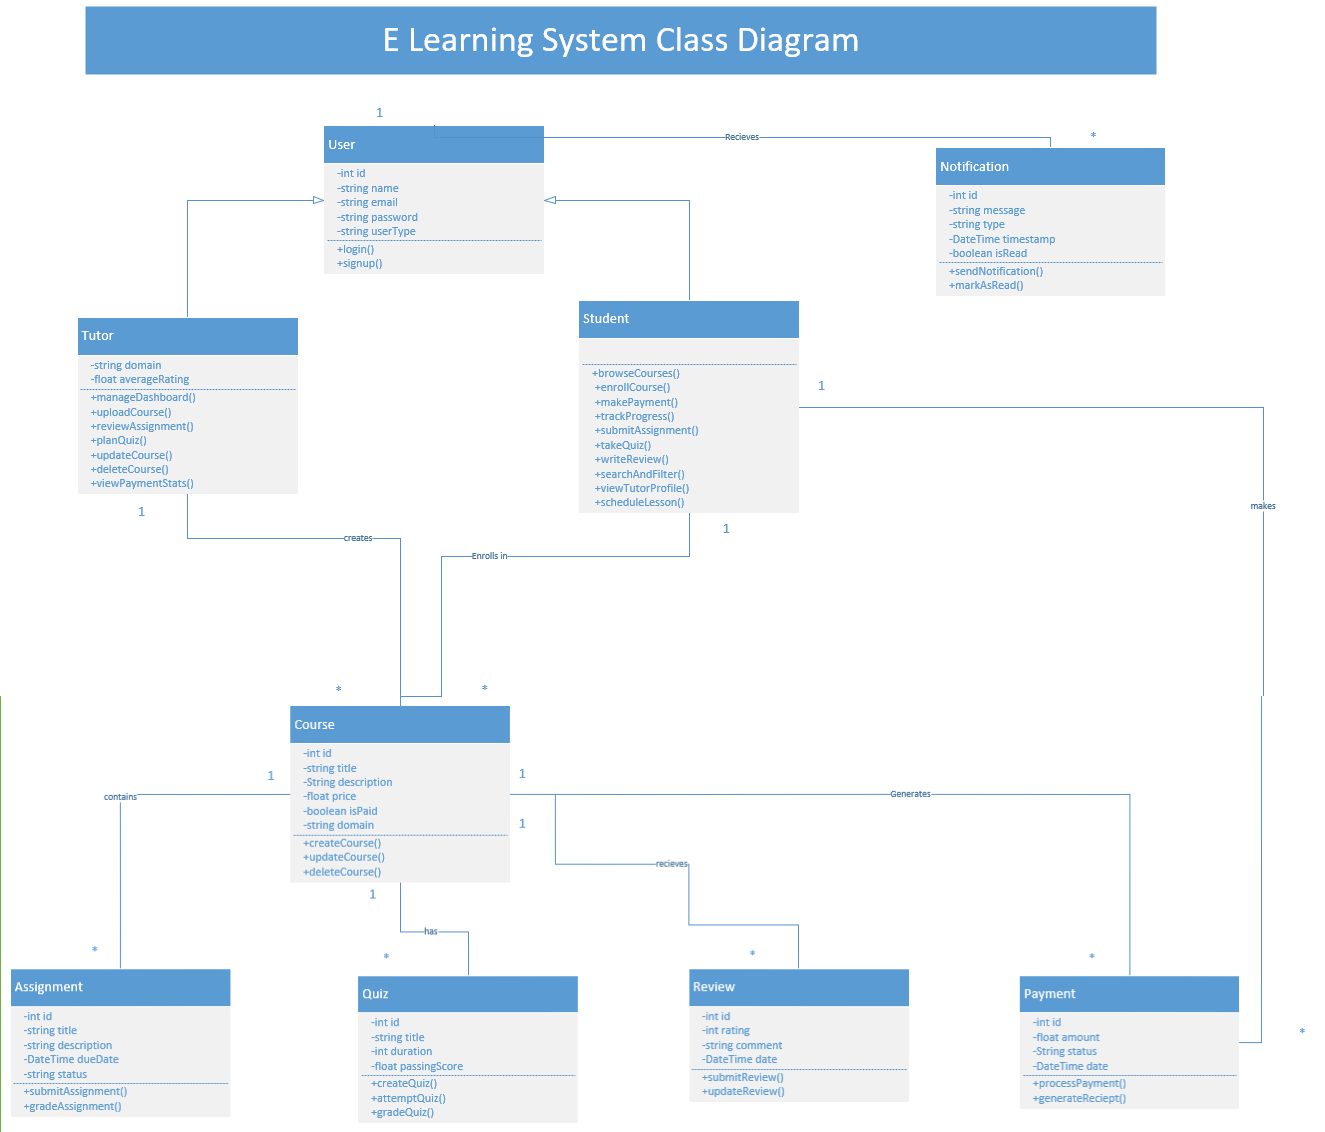 E Learning System Class Diagram
1
Recieves
*
User
-int id
-string name
-string email
-string password
-string userType
+login()
+signup()
Notification
-int id
-string message
-string type
-DateTime timestamp
-boolean isRead
+sendNotification()
+markAsRead()
Tutor
-string domain
-float averageRating
+manageDashboard()
+uploadCourse()
+reviewAssignment()
+planQuiz()
+updateCourse()
+deleteCourse()
+viewPaymentStats()
1
Student
+browseCourses()
+enrollCourse()
+makePayment()
+trackProgress()
+submitAssignment()
+takeQuiz()
+writeReview()
+searchAndFilter()
+viewTutorProfile()
+scheduleLesson()
1
1
makes
creates
Enrolls in
*
*
Course
-int id
-string title
-String description
-float price
-boolean isPaid
-string domain
+createCourse()
+updateCourse()
+deleteCourse()
1
1
1
1
contains
Generates
recieves
has
*
*
*
*
*
Assignment
-int id
-string title
-string description
-DateTime dueDate
-string status
+submitAssignment()
+gradeAssignment()
Quiz
-int id
-string title
-int duration
-float passingScore
+createQuiz()
+attemptQuiz()
+gradeQuiz()
Review
-int id
-int rating
-string comment
-DateTime date
+submitReview()
+updateReview()
Payment
-int id
-float amount
-String status
-DateTime date
+processPayment()
+generateReciept()